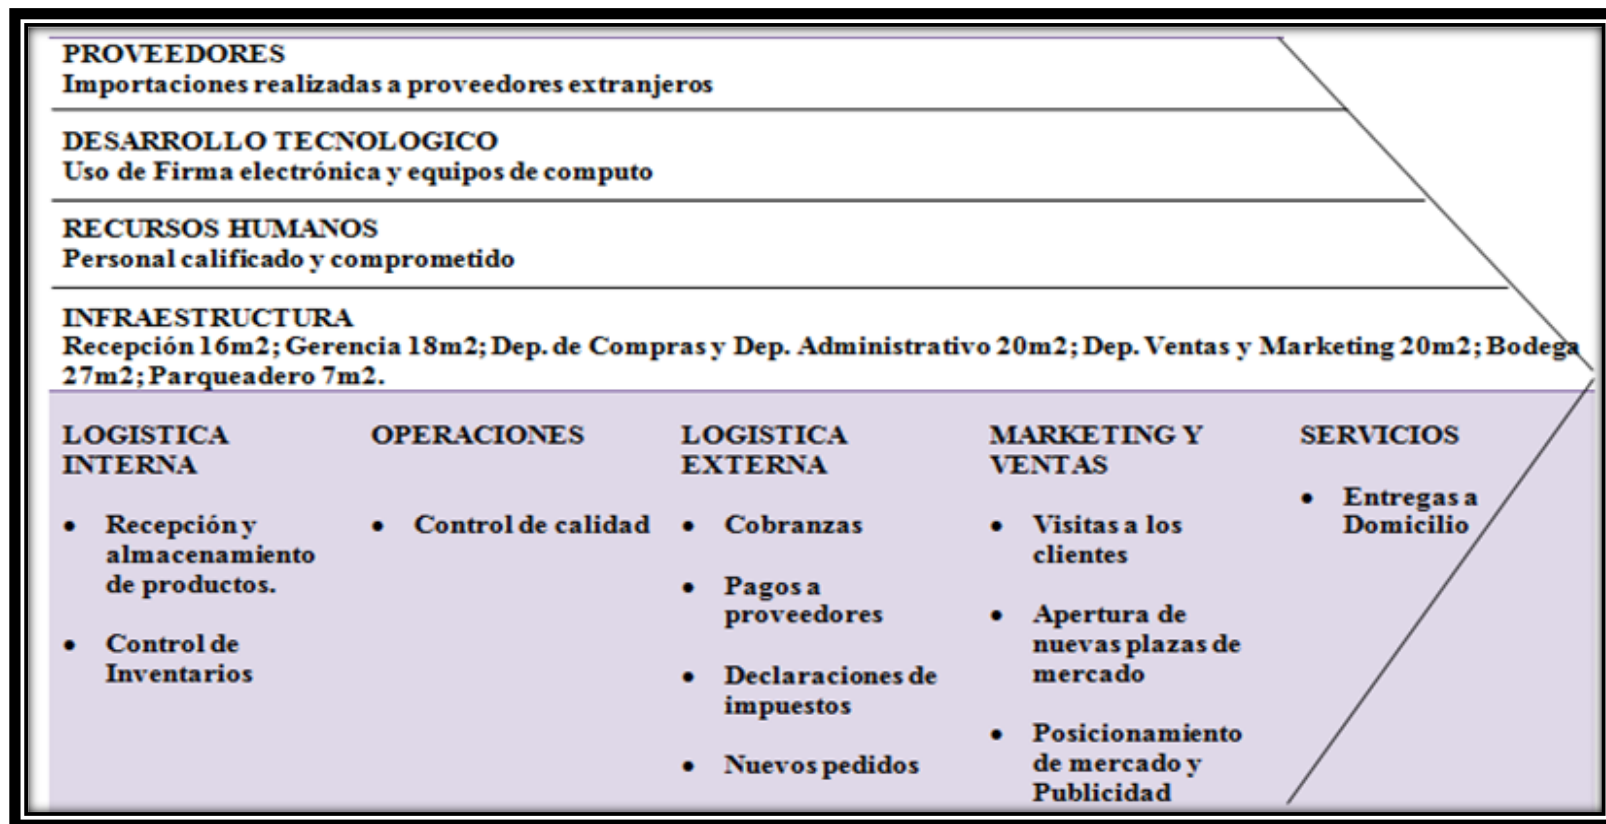 PROVEEDORES
Importaciones realizadas a proveedores extranjeros
DESARROLLO TECNOLOGICO
Uso de Firma electrónica y equipos de computo
RECURSOS HUMANOS
Personal calificado y comprometido
INFRAESTRUCTURA
Recepción 16m2; Gerencia 18m2; Dep. de Compras y Dep. Administrativo 20m2; Dep. Ventas y Marketing 20m2; Bodega
27m2; Parqueadero 7m2.
LOGISTICA
INTERNA
• Recepción y
almacenamiento
de productos.
• Control de
Inventarios
OPERACIONES
• Control de calidad
LOGISTICA
EXTERNA
• Cobranzas
• Pagos a
proveedores
• Declaraciones de
impuestos
• Nuevos pedidos
MARKETING Y
VENTAS
• Visitas a los
clientes
• Apertura de
nuevas plazas de
mercado
• Posicionamiento
de mercado y
Publicidad
SERVICIOS
• Entregas a
Domicilio